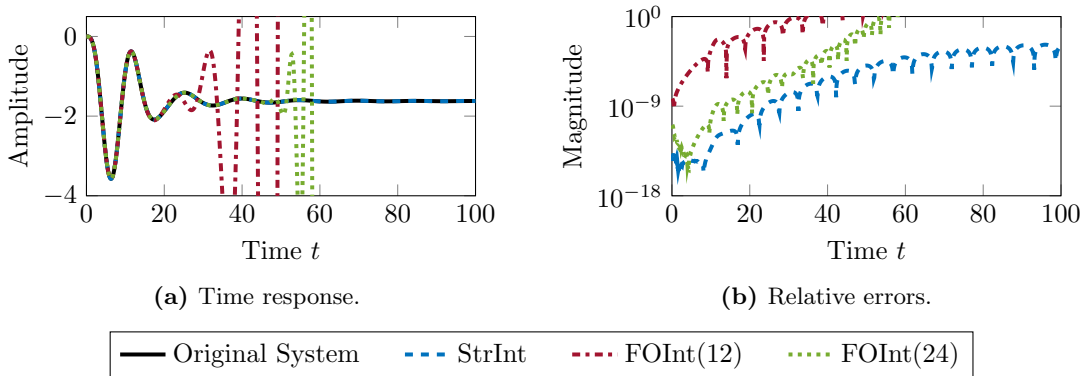 Amplitude
0
−2
−4
0 20 40 60 80 100
Time t
(a) Time response.
Magnitude
10^0
10^−9
10^−18
0 20 40 60 80 100
Time t
(b) Relative errors.
Original System StrInt FOInt(12) FOInt(24)